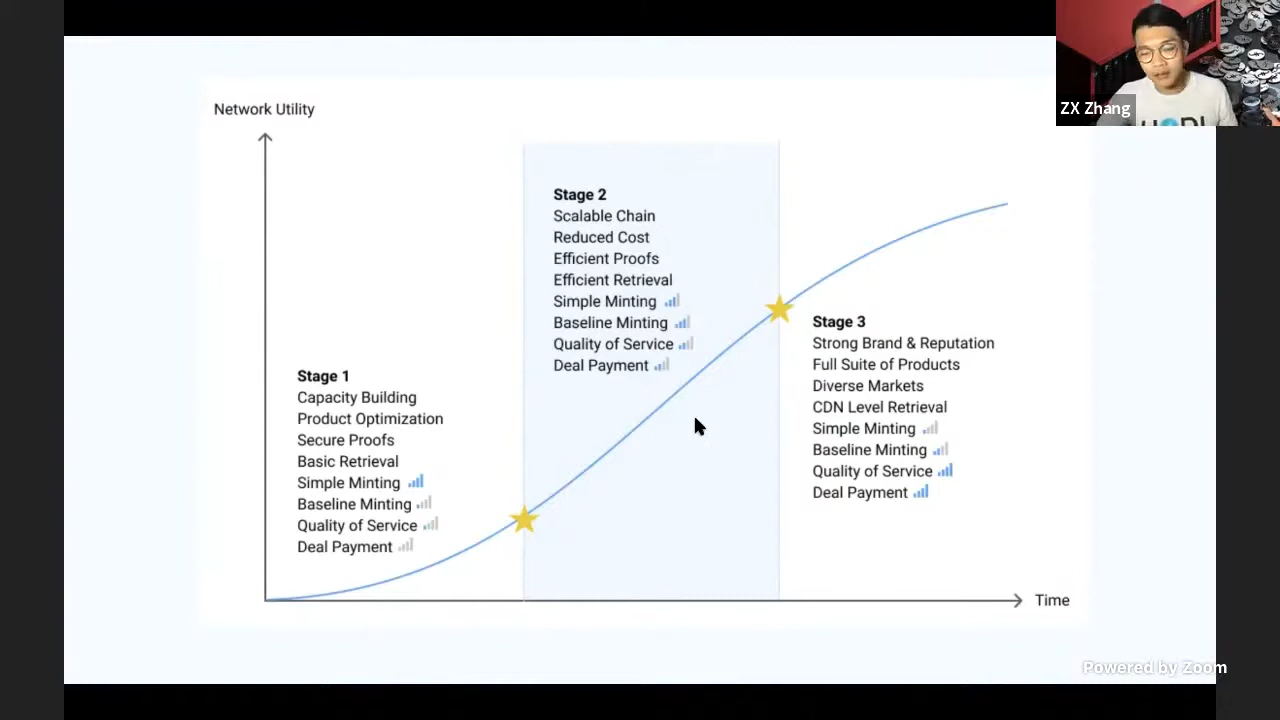 ZX Zhang
Network Utility
Stage 1
Capacity Building
Product Optimization
Secure Proofs
Basic Retrieval
Simple Minting
Baseline Minting
Quality of Service
Deal Payment
Stage 2
Scalable Chain
Reduced Cost
Efficient Proofs
Efficient Retrieval
Simple Minting
Baseline Minting
Quality of Service
Deal Payment
Stage 3
Strong Brand & Reputation
Full Suite of Products
Diverse Markets
CDN Level Retrieval
Simple Minting
Baseline Minting
Quality of Service
Deal Payment
Time
Powered by Zoom